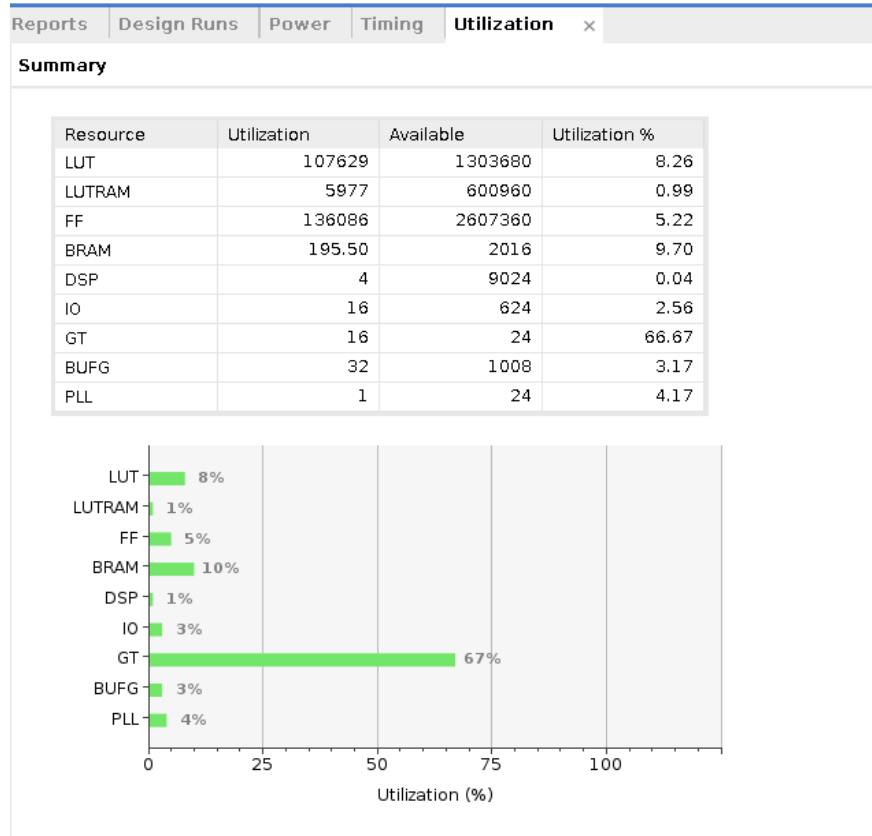 Reports Design Runs Power Timing Utilization ×
Summary
Resource Utilization Available Utilization %
LUT 107629 1303680 8.26
LUTRAM 5977 600960 0.99
FF 136086 2607360 5.22
BRAM 195.50 2016 9.70
DSP 4 9024 0.04
IO 16 624 2.56
GT 16 24 66.67
BUFG 32 1008 3.17
PLL 1 24 4.17
LUT 8%
LUTRAM 1%
FF 5%
BRAM 10%
DSP 1%
IO 3%
GT 67%
BUFG 3%
PLL 4%
0 25 50 75 100
Utilization (%)